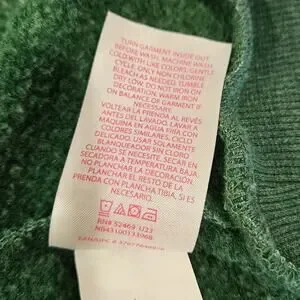 TURN GARMENT INSIDE OUT
BEFORE WASH. MACHINE WASH
COLD WITH LIKE COLORS, GENTLE
CYCLE. ONLY NON CHLORINE
BLEACH AS NEEDED. TUMBLE
DRY LOW. DO NOT IRON ON
DECORATION. WARM IRON
ON BALANCE OF GARMENT IF
NECESSARY.
VOLTEAR LA PRENDA AL REVÉS
ANTES DEL LAVADO. LAVAR A
MAQUINA EN AGUA FRÍA CON
COLORES SIMILARES. CICLO
DELICADO. USAR SOLAMENTE
BLANQUEADOR SIN CLORO
CUANDO SE NECESITE. SECAR EN
SECADORA A TEMPERATURA BAJA.
NO PLANCHAR LA DECORACIÓN
PLANCHAR EL RESTO DE LA
PRENDA CON PLANCHA TIBIA, SI ES
NECESARIO.
RN# 52469 U23